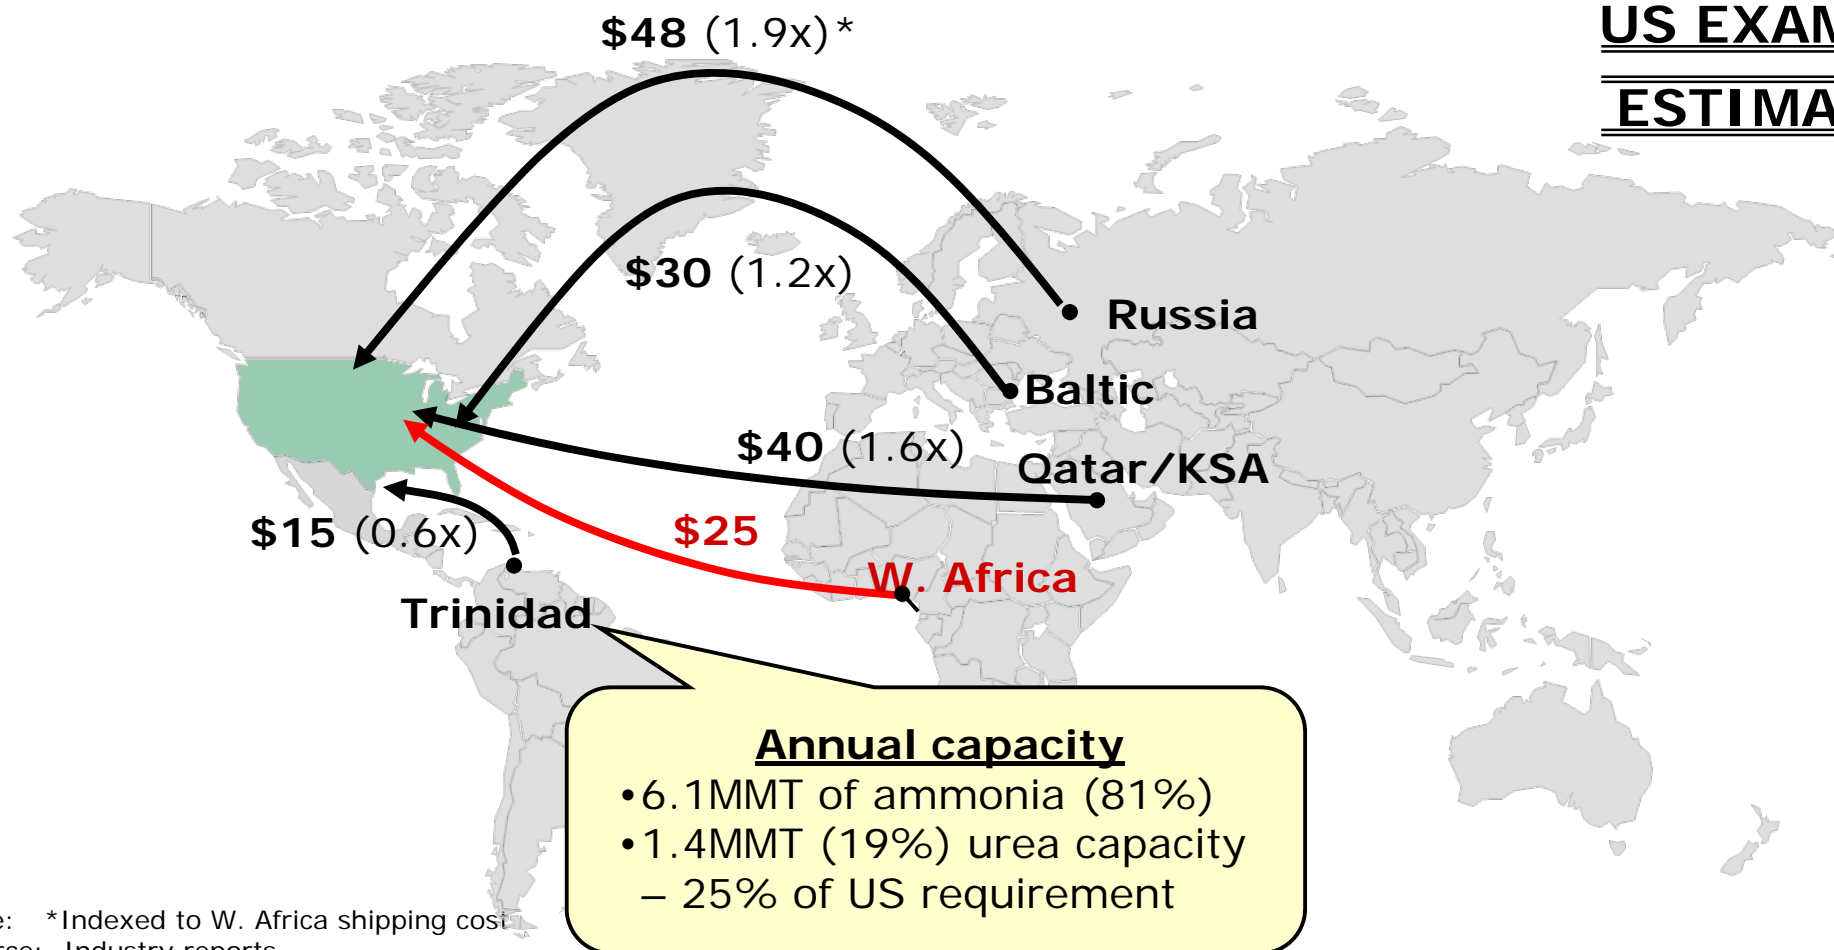 $48 (1.9x)*
US EXAM
ESTIMA
$30 (1.2x)
Russia
Baltic
$40 (1.6x)
Qatar/KSA
$15 (0.6x)
$25
W. Africa
Trinidad
Annual capacity
•6.1MMT of ammonia (81%)
•1.4MMT (19%) urea capacity
– 25% of US requirement
e: *Indexed to W. Africa shipping cost
rce: Industry reports